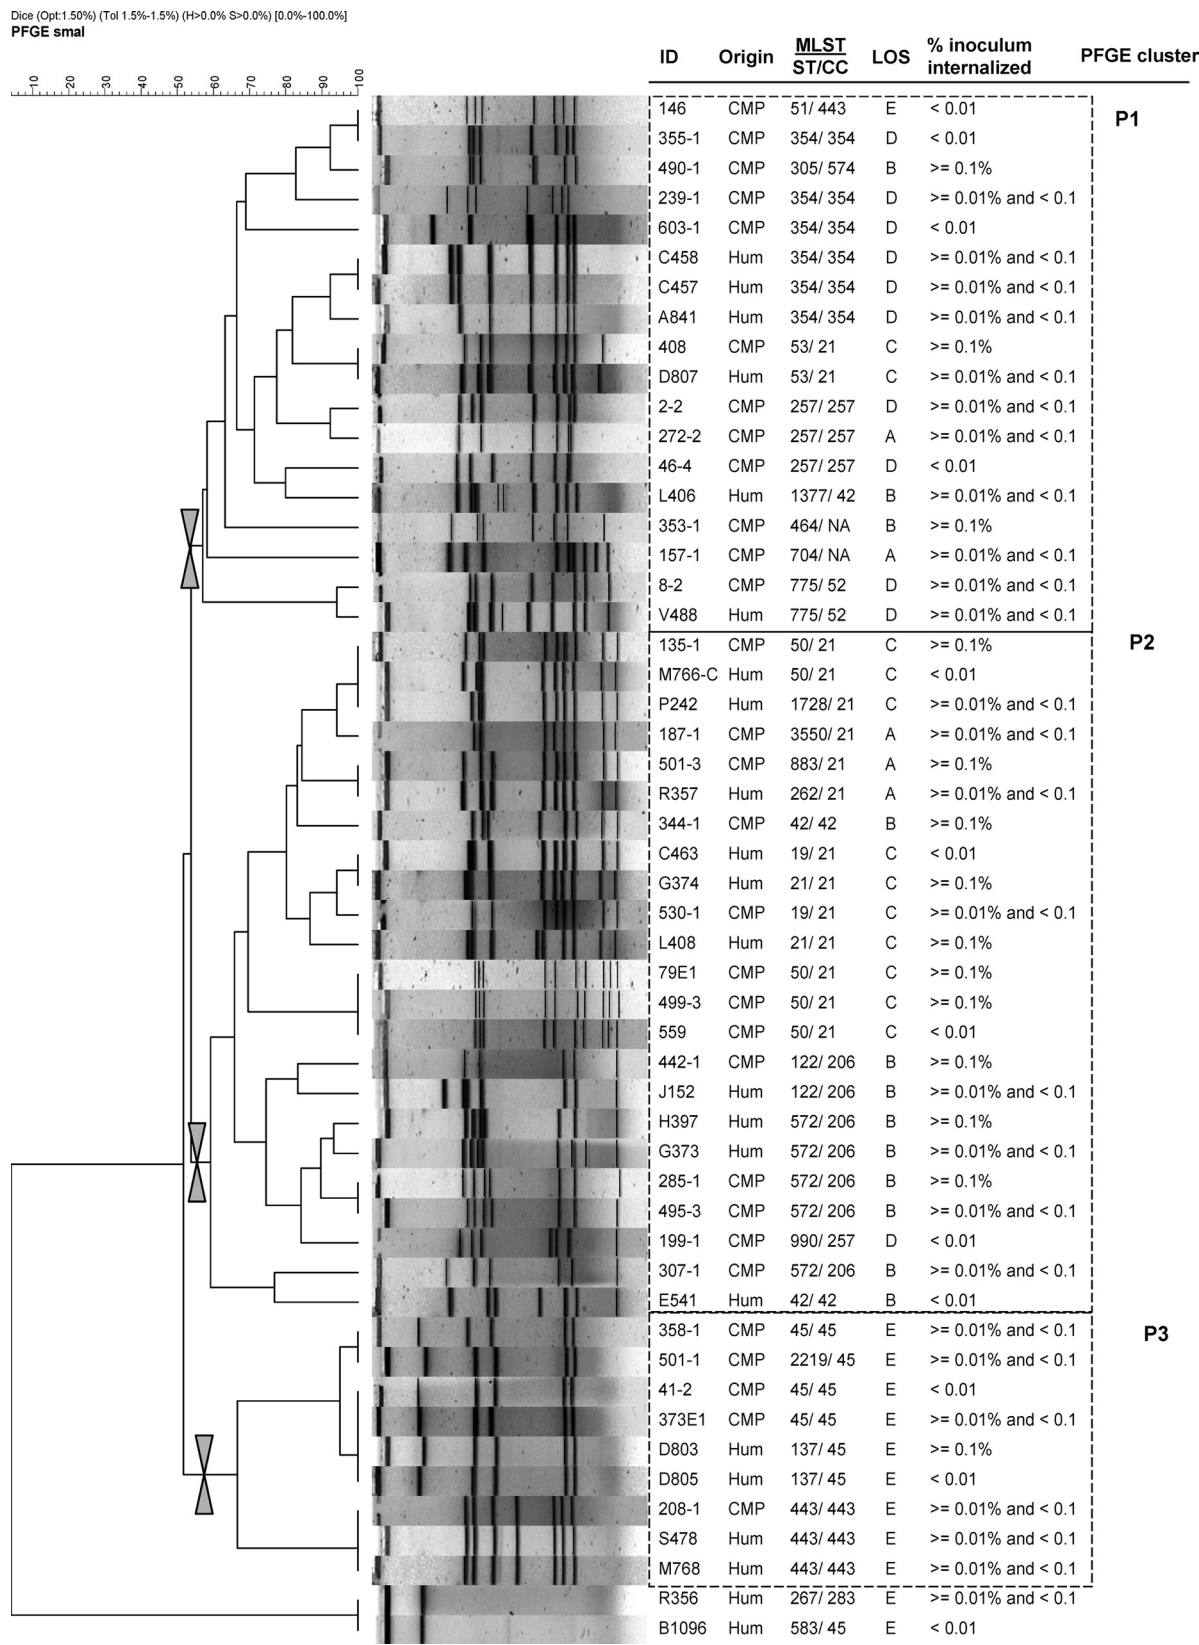 Dice (Opt:1.50%) (Tol 1.5%-1.5%) (H>0.0% S>0.0%) [0.0%-100.0%]
PFGE smal
10 20 30 40 50 60 70 80 90 100
ID Origin MLST ST/CC LOS % inoculum internalized PFGE cluster
146 CMP 51/ 443 E < 0.01 P1
355-1 CMP 354/ 354 D < 0.01
490-1 CMP 305/ 574 B >= 0.1%
239-1 CMP 354/ 354 D >= 0.01% and < 0.1
603-1 CMP 354/ 354 D < 0.01
C458 Hum 354/ 354 D >= 0.01% and < 0.1
C457 Hum 354/ 354 D >= 0.01% and < 0.1
A841 Hum 354/ 354 D >= 0.01% and < 0.1
408 CMP 53/ 21 C >= 0.1%
D807 Hum 53/ 21 C >= 0.01% and < 0.1
2-2 CMP 257/ 257 D >= 0.01% and < 0.1
272-2 CMP 257/ 257 A >= 0.01% and < 0.1
46-4 CMP 257/ 257 D < 0.01
L406 Hum 1377/ 42 B >= 0.01% and < 0.1
353-1 CMP 464/ NA B >= 0.1%
157-1 CMP 704/ NA A >= 0.01% and < 0.1
8-2 CMP 775/ 52 D >= 0.01% and < 0.1
V488 Hum 775/ 52 D >= 0.01% and < 0.1
135-1 CMP 50/ 21 C >= 0.1% P2
M766-C Hum 50/ 21 C < 0.01
P242 Hum 1728/ 21 C >= 0.01% and < 0.1
187-1 CMP 3550/ 21 A >= 0.01% and < 0.1
501-3 CMP 883/ 21 A >= 0.1%
R357 Hum 262/ 21 A >= 0.01% and < 0.1
344-1 CMP 42/ 42 B >= 0.1%
C463 Hum 19/ 21 C < 0.01
G374 Hum 21/ 21 C >= 0.1%
530-1 CMP 19/ 21 C >= 0.01% and < 0.1
L408 Hum 21/ 21 C >= 0.1%
79E1 CMP 50/ 21 C >= 0.1%
499-3 CMP 50/ 21 C >= 0.1%
559 CMP 50/ 21 C < 0.01
442-1 CMP 122/ 206 B >= 0.1%
J152 Hum 122/ 206 B >= 0.01% and < 0.1
H397 Hum 572/ 206 B >= 0.1%
G373 Hum 572/ 206 B >= 0.01% and < 0.1
285-1 CMP 572/ 206 B >= 0.1%
495-3 CMP 572/ 206 B >= 0.01% and < 0.1
199-1 CMP 990/ 257 D < 0.01
307-1 CMP 572/ 206 B >= 0.01% and < 0.1
E541 Hum 42/ 42 B < 0.01
358-1 CMP 45/ 45 E >= 0.01% and < 0.1 P3
501-1 CMP 2219/ 45 E >= 0.01% and < 0.1
41-2 CMP 45/ 45 E < 0.01
373E1 CMP 45/ 45 E >= 0.01% and < 0.1
D803 Hum 137/ 45 E >= 0.1%
D805 Hum 137/ 45 E < 0.01
208-1 CMP 443/ 443 E >= 0.01% and < 0.1
S478 Hum 443/ 443 E >= 0.01% and < 0.1
M768 Hum 443/ 443 E >= 0.01% and < 0.1
R356 Hum 267/ 283 E >= 0.01% and < 0.1
B1096 Hum 583/ 45 E < 0.01